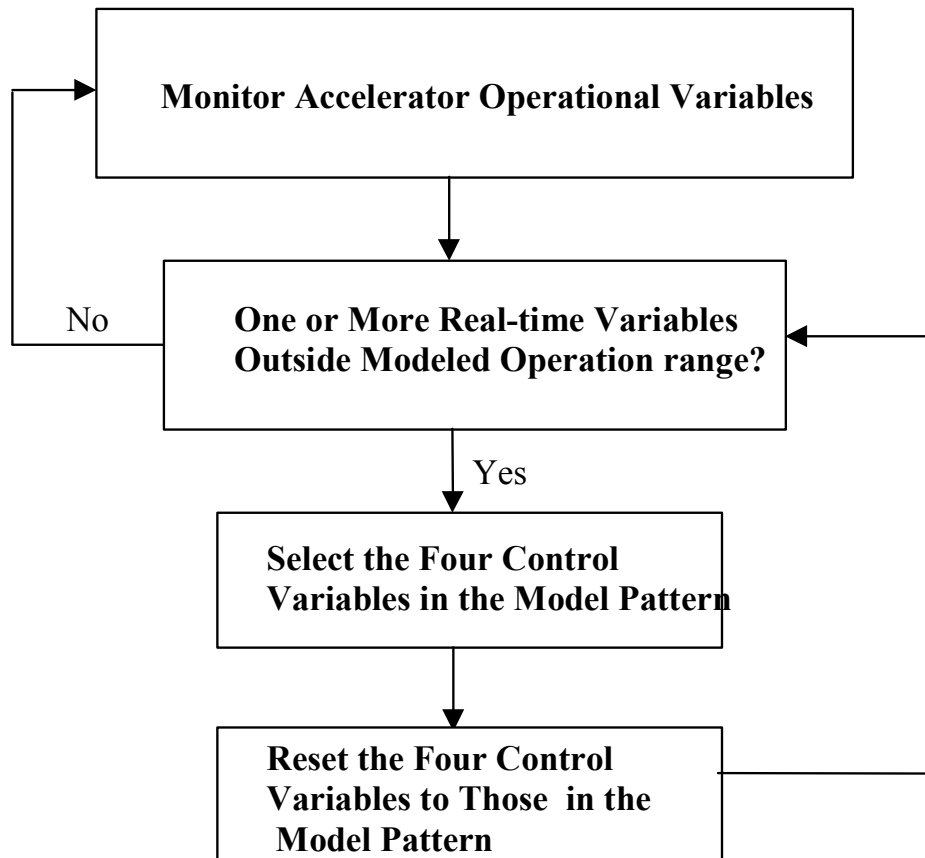 Monitor Accelerator Operational Variables
No
One or More Real-time Variables
Outside Modeled Operation range?
Yes
Select the Four Control
Variables in the Model Pattern
Reset the Four Control
Variables to Those in the
Model Pattern